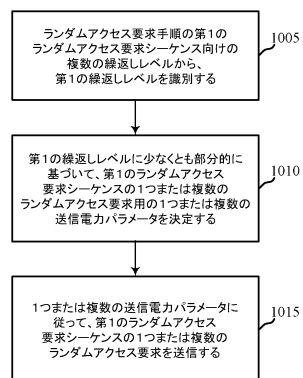 ランダムアクセス要求手順の第1の
ランダムアクセス要求シーケンス向けの
複数の繰返しレベルから、
第1の繰返しレベルを識別する
1005
第1の繰返しレベルに少なくとも部分的に
基づいて、第1のランダムアクセス
要求シーケンスの1つまたは複数の
ランダムアクセス要求用の1つまたは複数の
送信電力パラメータを決定する
1010
1つまたは複数の送信電力パラメータに
従って、第1のランダムアクセス
要求シーケンスの1つまたは複数の
ランダムアクセス要求を送信する
1015